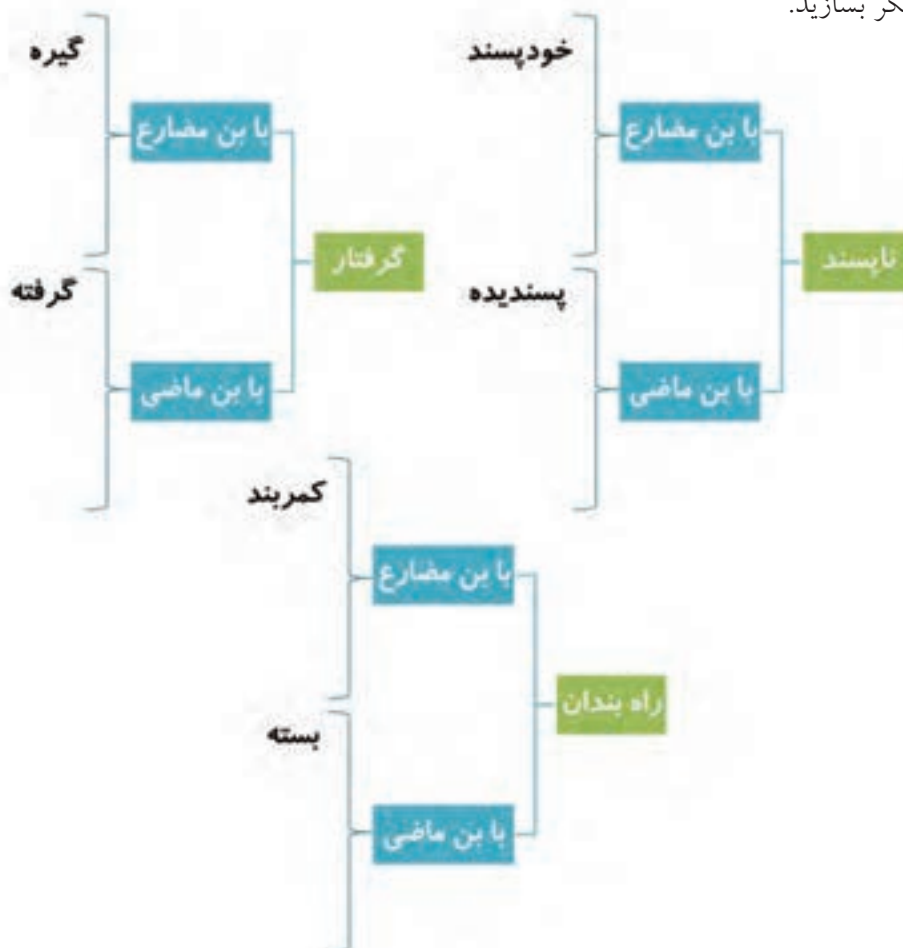 بسازید.
خودپسند
با بن مضارع
ناپسند
پسندیده
با بن ماضی
گیره
با بن مضارع
گرفتار
گرفته
با بن ماضی
کمربند
با بن مضارع
راه بندان
بسته
با بن ماضی